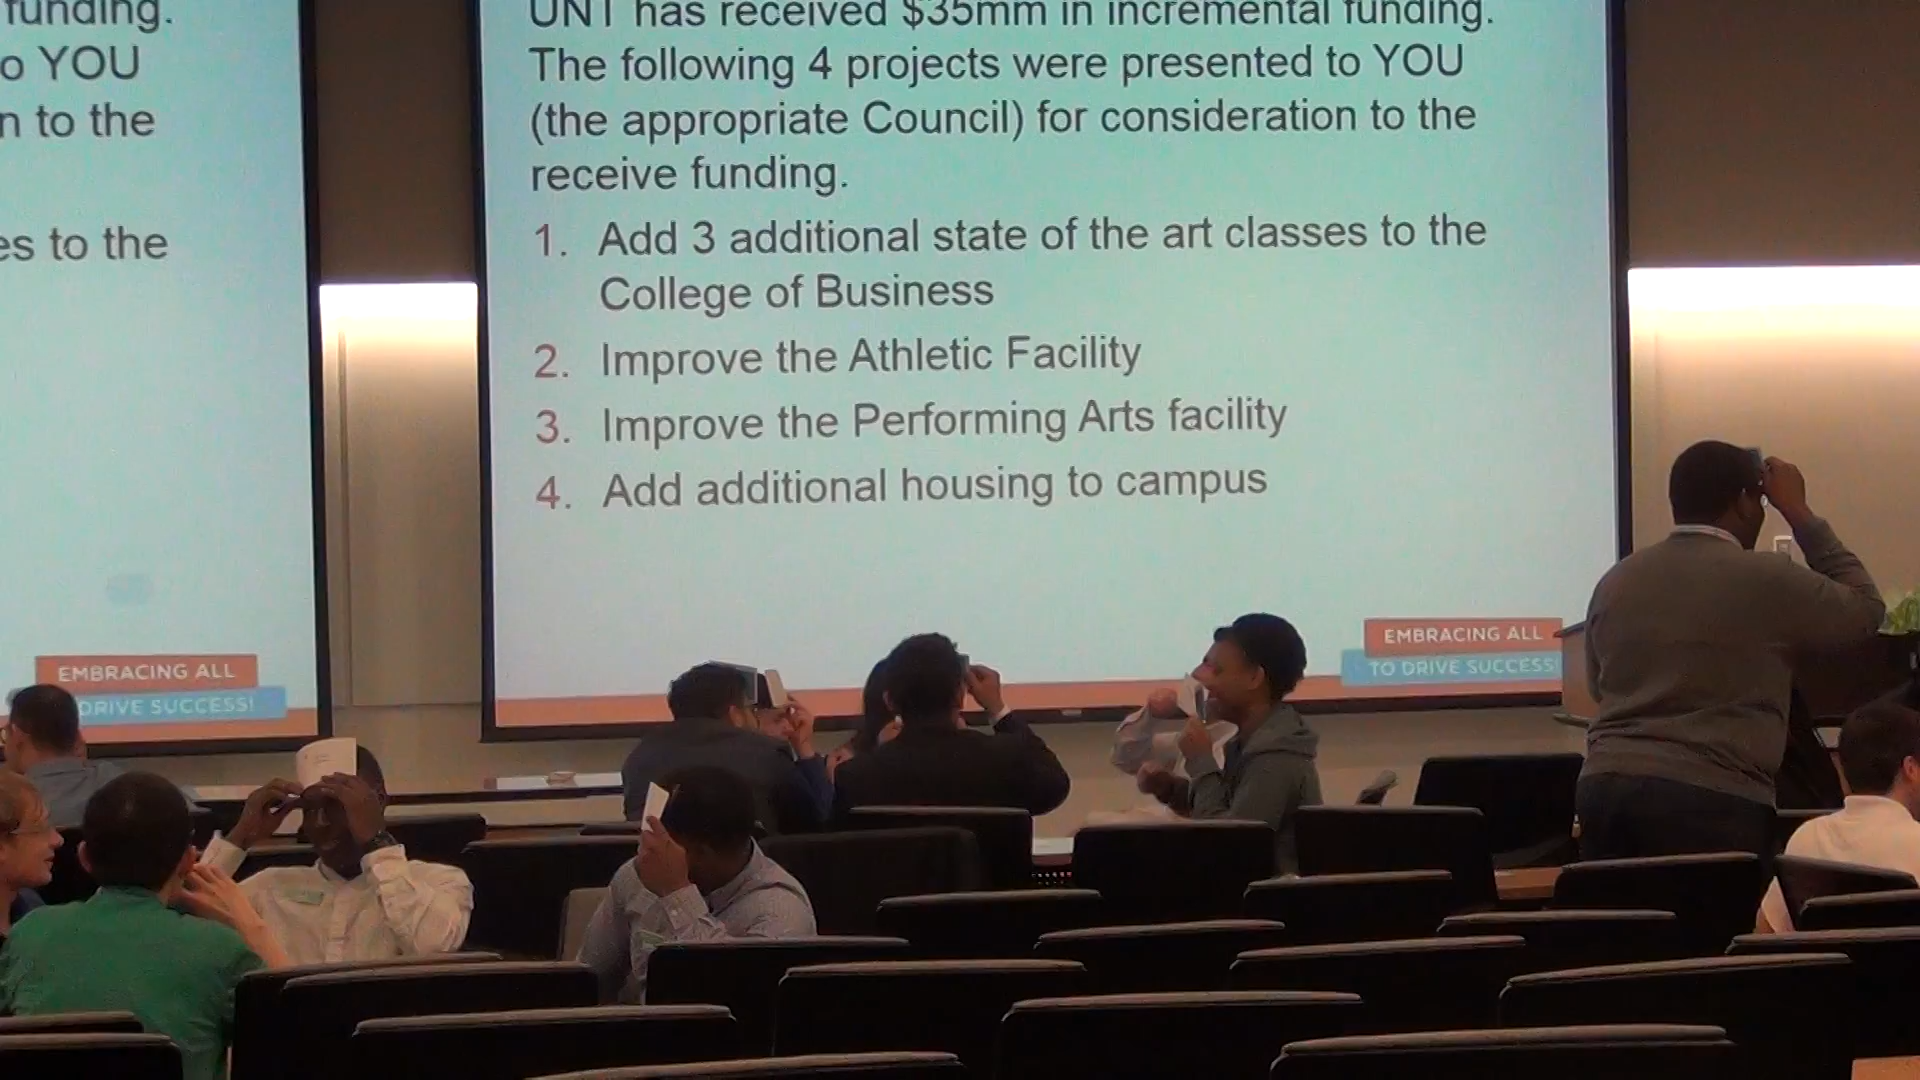 funding.
o YOU
n to the
es to the
EMBRACING ALL
DRIVE SUCCESS!
UNT has received $35mm in incremental funding.
The following 4 projects were presented to YOU
(the appropriate Council) for consideration to the
receive funding.
1. Add 3 additional state of the art classes to the
College of Business
2. Improve the Athletic Facility
3. Improve the Performing Arts facility
4. Add additional housing to campus
EMBRACING ALL
TO DRIVE SUCCESS!